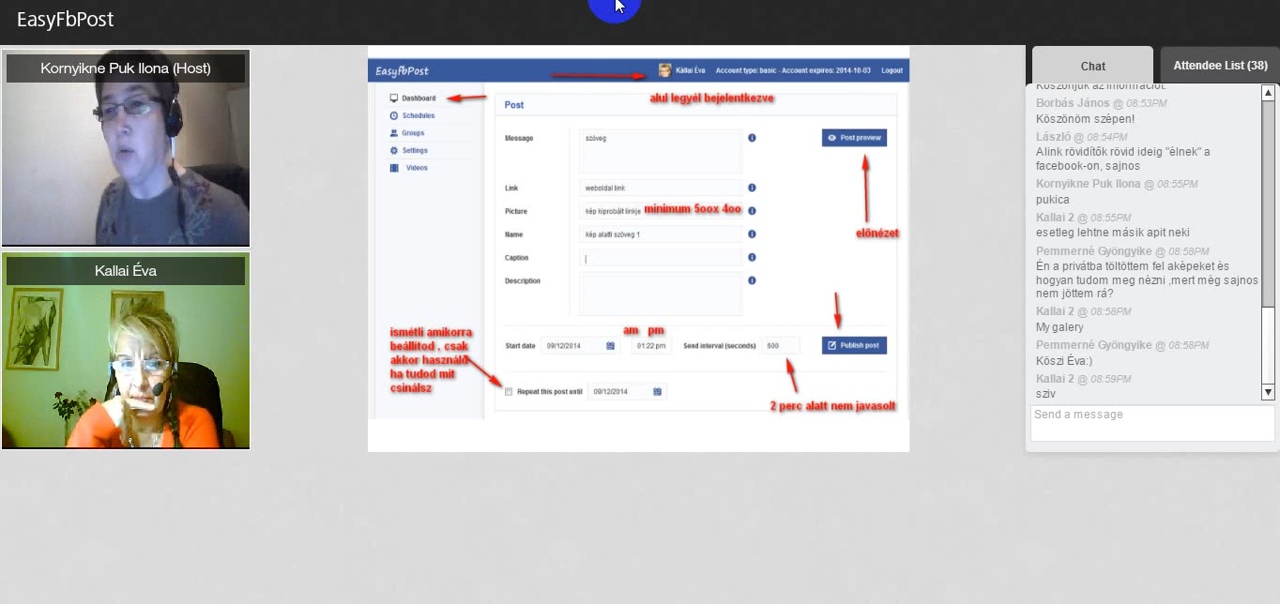 EasyFbPost
Kornyikne Puk Ilona (Host)
Kallai Éva
EasyfbPost
Kállai Éva
Account type: basic - Account expires: 2014-10-03
Logout
alul legyél bejelentkezve
Dashboard
Schedules
Groups
Settings
Videos
Post
Message
szöveg
Post preview
Link
weboldal link
Picture
kép kipróbált linkje
minimum 5oox 4oo
Name
kép alatti szöveg 1
előnézet
Caption
Description
ismétli amikorra
beállítod , csak
akkor használd
ha tudod mit
csinálsz
am pm
Start date
09/12/2014
01:22 pm
Send interval (seconds)
600
Publish post
Repeat this post until
09/12/2014
2 perc alatt nem javasolt
Chat
Attendee List (38)
Köszönjük az információt.
Borbás János @ 08:53PM
Köszönöm szèpen!
László @ 08:54PM
Alink rövidítők rövid ideig "èlnek" a
facebook-on, sajnos
Kornyikne Puk Ilona @ 08:55PM
pukica
Kallai 2 @ 08:55PM
esetleg lehtne másik apit neki
Pemmerné Gyöngyike @ 08:58PM
Én a privátba töltöttem fel akèpeket ès
hogyan tudom meg nèzni ,mert mèg sajnos
nem jöttem rá?
Kallai 2 @ 08:58PM
My galery
Pemmerné Gyöngyike @ 08:58PM
Köszi Éva:)
Kallai 2 @ 08:59PM
sziv
Send a message